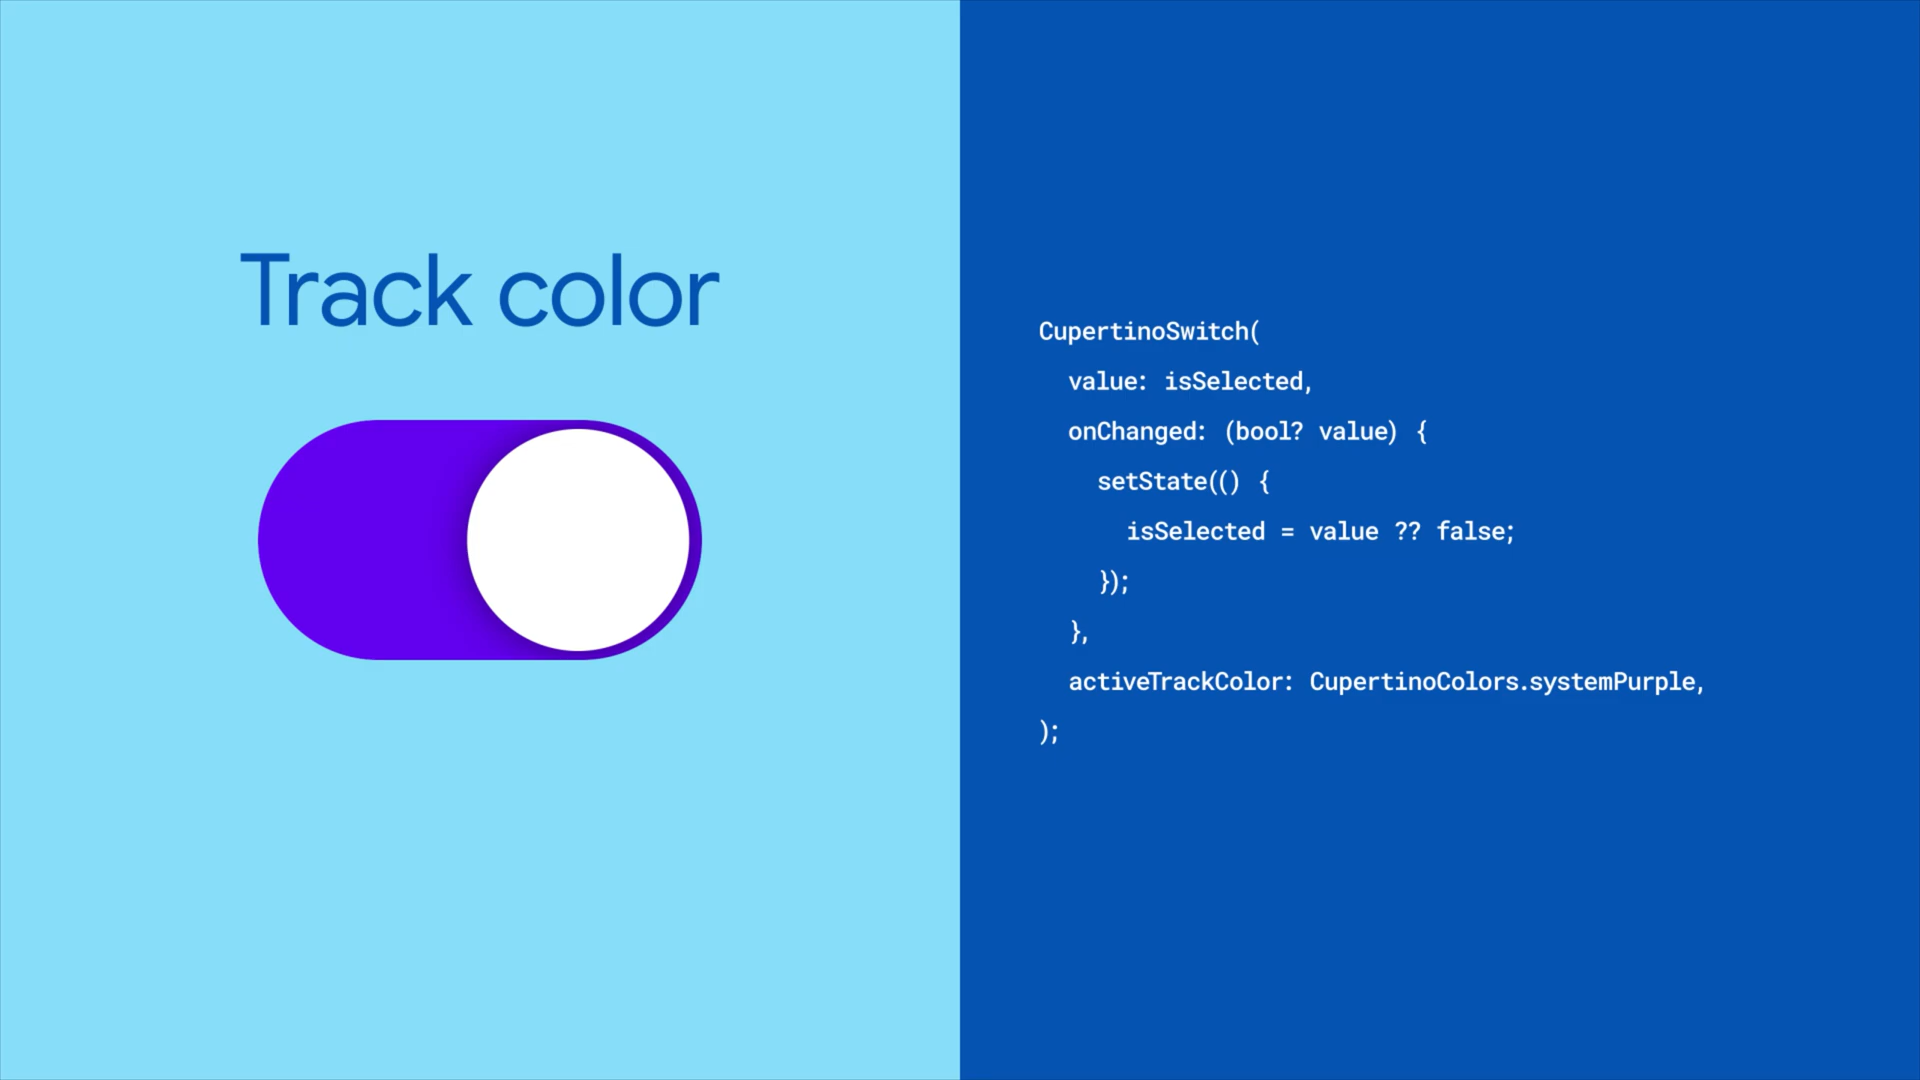 Track color
CupertinoSwitch(
  value: isSelected,
  onChanged: (bool? value) {
    setState(() {
      isSelected = value ?? false;
    });
  },
  activeTrackColor: CupertinoColors.systemPurple,
);